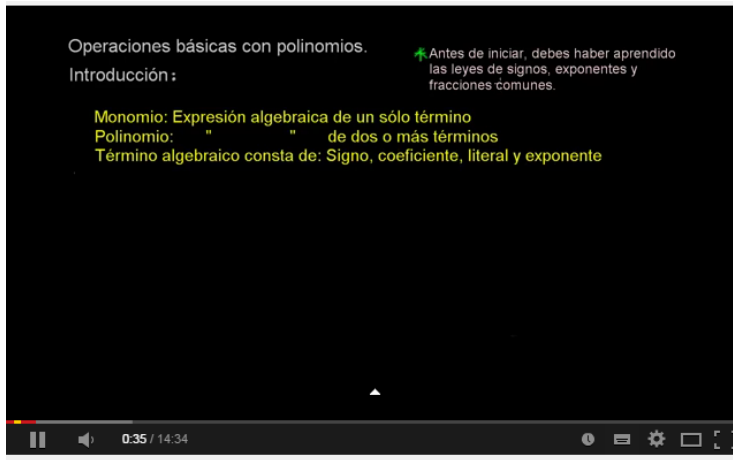 Operaciones básicas con polinomios.
Introducción:
Antes de iniciar, debes haber aprendido
las leyes de signos, exponentes y
fracciones comunes.
Monomio: Expresión algebraica de un sólo término
Polinomio: " " de dos o más términos
Término algebraico consta de: Signo, coeficiente, literal y exponente
0:35 / 14:34